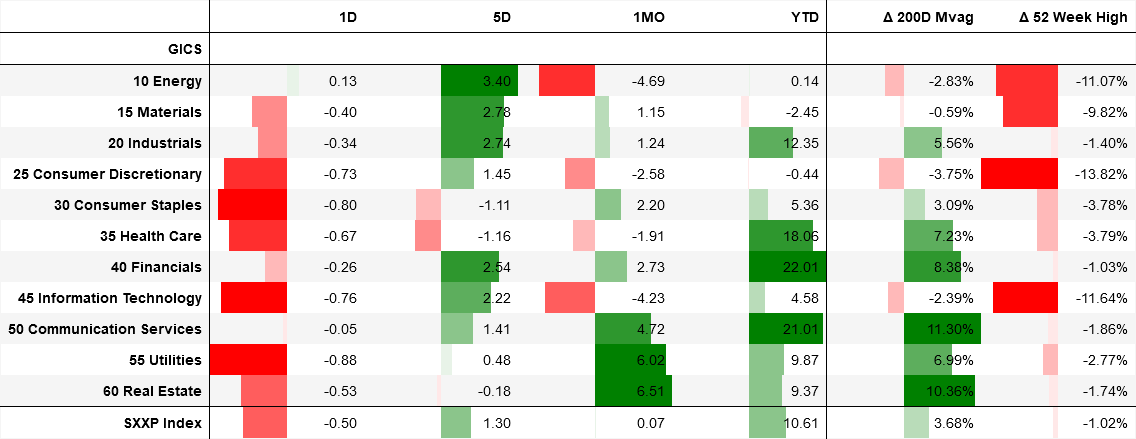 1D 5D 1MO YTD Δ 200D Mvag Δ 52 Week High
GICS
10 Energy 0.13 3.40 -4.69 0.14 -2.83% -11.07%
15 Materials -0.40 2.78 1.15 -2.45 -0.59% -9.82%
20 Industrials -0.34 2.74 1.24 12.35 5.56% -1.40%
25 Consumer Discretionary -0.73 1.45 -2.58 -0.44 -3.75% -13.82%
30 Consumer Staples -0.80 -1.11 2.20 5.36 3.09% -3.78%
35 Health Care -0.67 -1.16 -1.91 18.06 7.23% -3.79%
40 Financials -0.26 2.54 2.73 22.01 8.38% -1.03%
45 Information Technology -0.76 2.22 -4.23 4.58 -2.39% -11.64%
50 Communication Services -0.05 1.41 4.72 21.01 11.30% -1.86%
55 Utilities -0.88 0.48 6.02 9.87 6.99% -2.77%
60 Real Estate -0.53 -0.18 6.51 9.37 10.36% -1.74%
SXXP Index -0.50 1.30 0.07 10.61 3.68% -1.02%